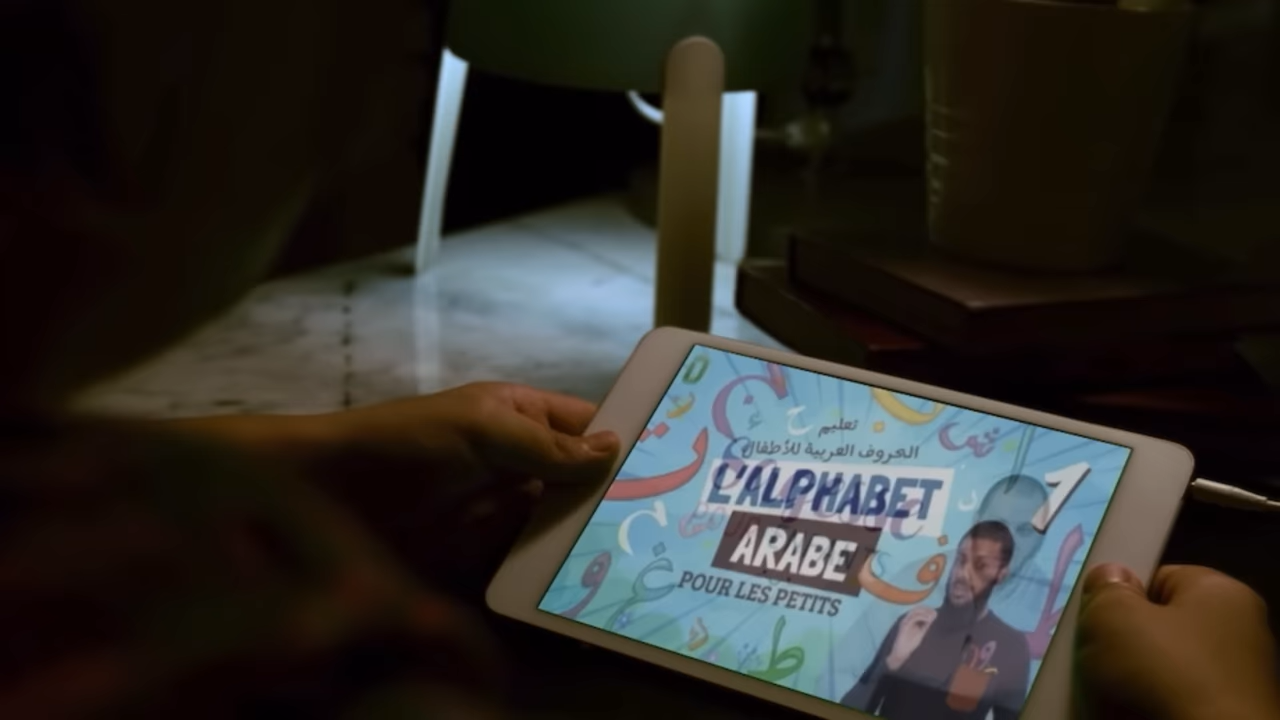 تعليم
الحروف العربية للأطفال
L'ALPHABET
ARABE
POUR LES PETITS
1